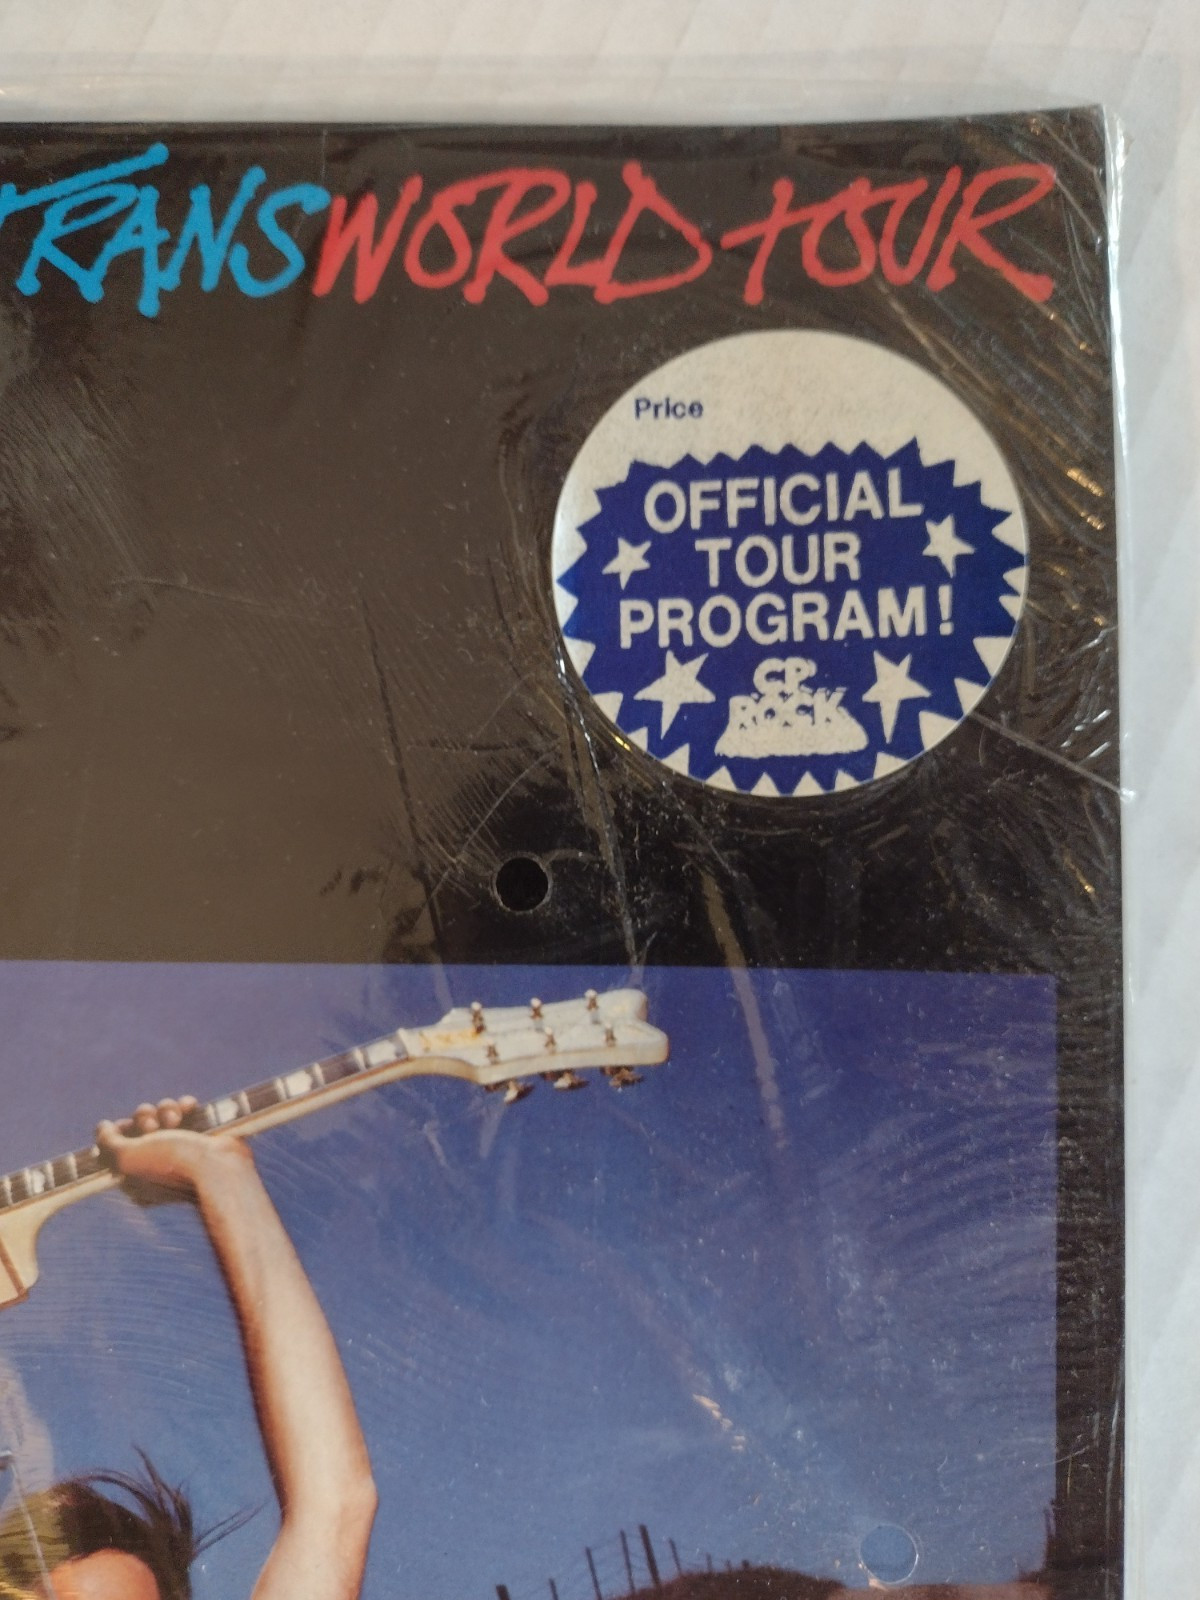 TRANSWORLD TOUR
Price
OFFICIAL
TOUR
PROGRAM!
CP
ROCK